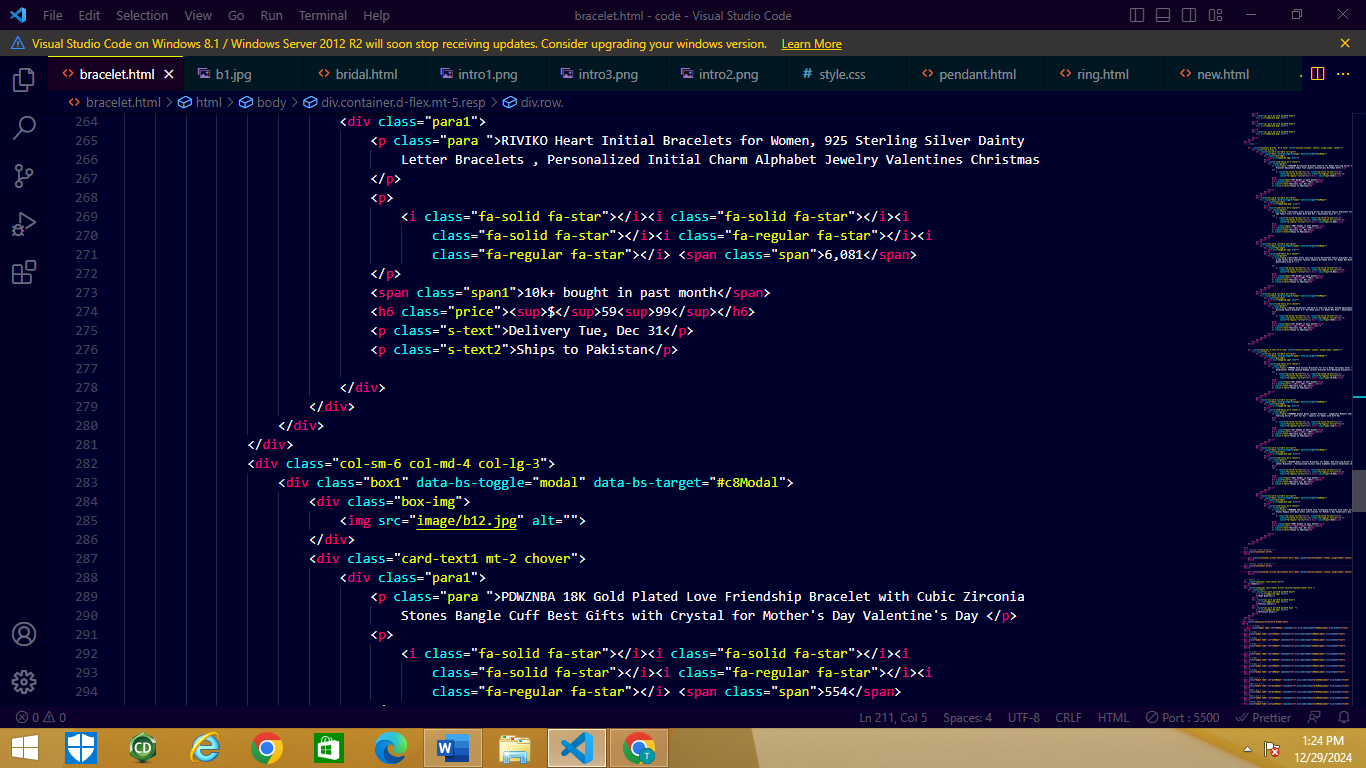 File Edit Selection View Go Run Terminal Help bracelet.html - code - Visual Studio Code
Visual Studio Code on Windows 8.1 / Windows Server 2012 R2 will soon stop receiving updates. Consider upgrading your windows version. Learn More
bracelet.html b1.jpg bridal.html intro1.png intro3.png intro2.png style.css pendant.html ring.html new.html
bracelet.html > html > body > div.container.d-flex.mt-5.resp > div.row.
264 <div class="para1">
265 <p class="para ">RIVIKO Heart Initial Bracelets for Women, 925 Sterling Silver Dainty
266 Letter Bracelets , Personalized Initial Charm Alphabet Jewelry Valentines Christmas
267 </p>
268 <p>
269 <i class="fa-solid fa-star"></i><i class="fa-solid fa-star"></i><i
270 class="fa-solid fa-star"></i><i class="fa-regular fa-star"></i><i
271 class="fa-regular fa-star"></i> <span class="span">6,081</span>
272 </p>
273 <span class="span1">10k+ bought in past month</span>
274 <h6 class="price"><sup>$</sup>59<sup>99</sup></h6>
275 <p class="s-text">Delivery Tue, Dec 31</p>
276 <p class="s-text2">Ships to Pakistan</p>
277
278 </div>
279 </div>
280 </div>
281 </div>
282 <div class="col-sm-6 col-md-4 col-lg-3">
283 <div class="box1" data-bs-toggle="modal" data-bs-target="#c8Modal">
284 <div class="box-img">
285 <img src="image/b12.jpg" alt="">
286 </div>
287 <div class="card-text1 mt-2 chover">
288 <div class="para1">
289 <p class="para ">PDWZNBA 18K Gold Plated Love Friendship Bracelet with Cubic Zirconia
290 Stones Bangle Cuff Best Gifts with Crystal for Mother's Day Valentine's Day </p>
291 <p>
292 <i class="fa-solid fa-star"></i><i class="fa-solid fa-star"></i><i
293 class="fa-solid fa-star"></i><i class="fa-regular fa-star"></i><i
294 class="fa-regular fa-star"></i> <span class="span">554</span>
0 0 Ln 211, Col 5 Spaces: 4 UTF-8 CRLF HTML Port : 5500 Prettier
1:24 PM
12/29/2024